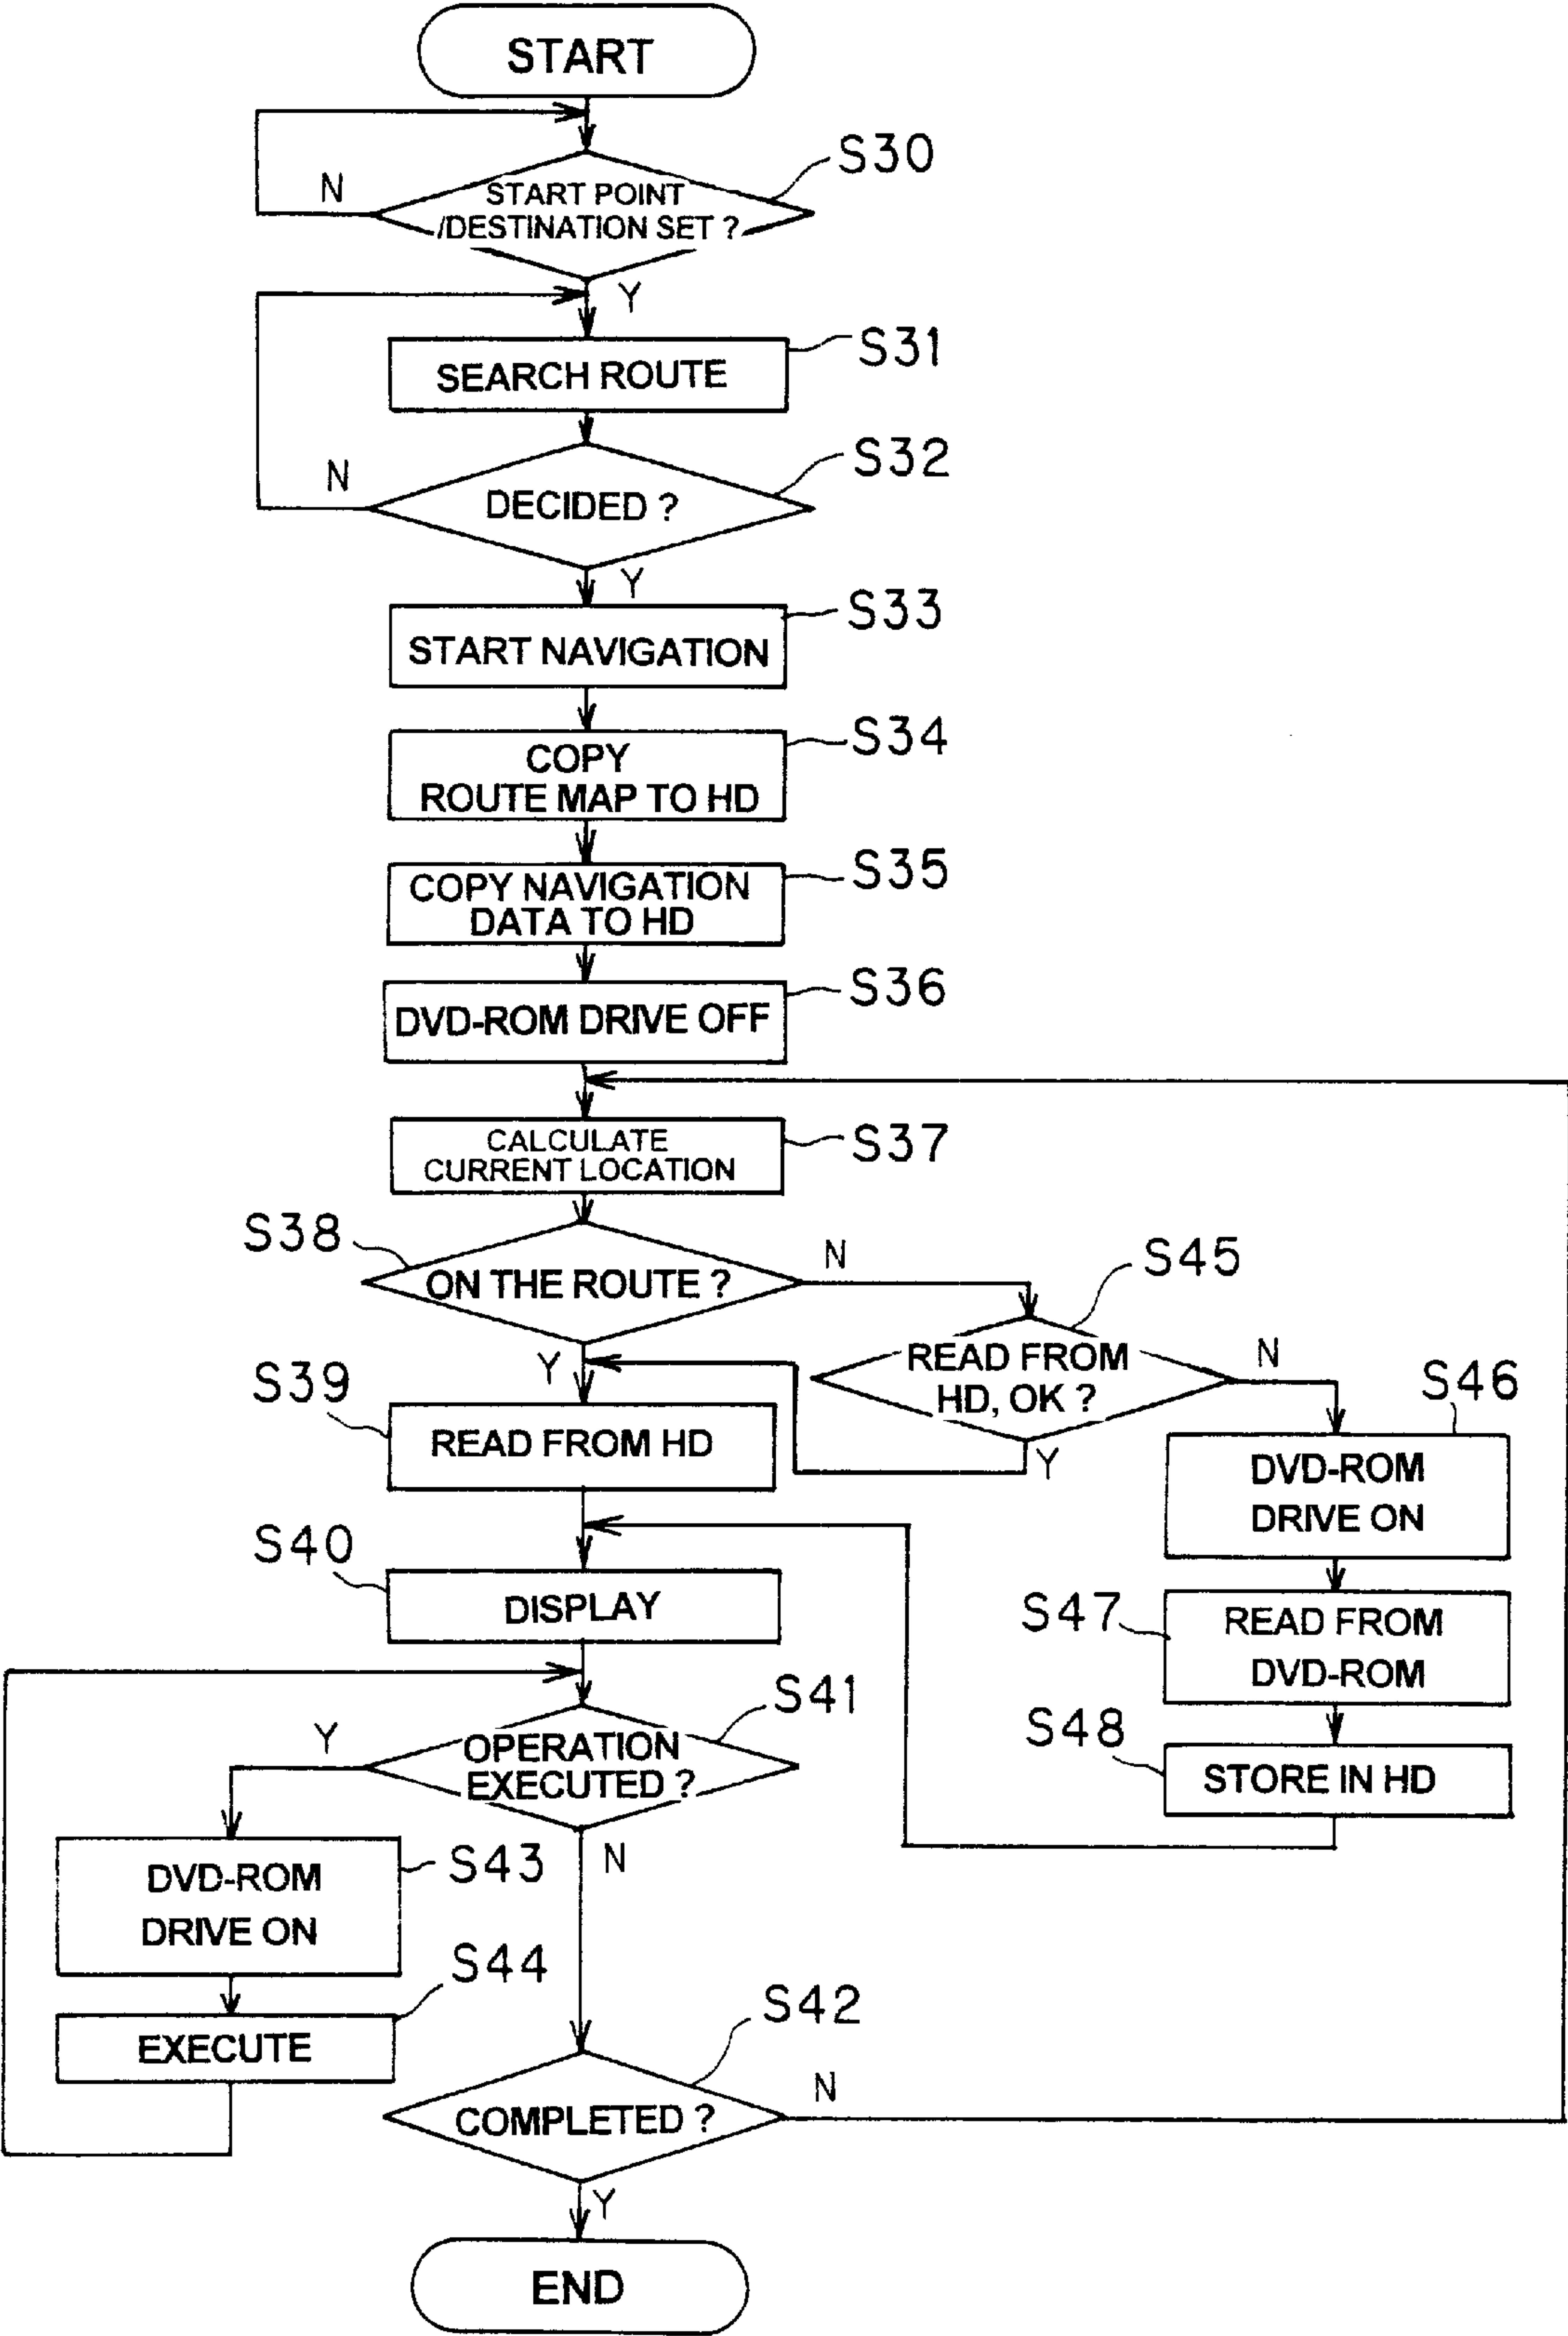 START
S30
N
START POINT
/DESTINATION SET ?
Y
S31
SEARCH ROUTE
S32
N
DECIDED ?
Y
S33
START NAVIGATION
S34
COPY
ROUTE MAP TO HD
S35
COPY NAVIGATION
DATA TO HD
S36
DVD-ROM DRIVE OFF
S37
CALCULATE
CURRENT LOCATION
S38
ON THE ROUTE ?
N
S45
Y
READ FROM
HD, OK ?
N
Y
S39
READ FROM HD
S46
DVD-ROM
DRIVE ON
S40
DISPLAY
S47
READ FROM
DVD-ROM
S41
Y
OPERATION
EXECUTED ?
N
S48
STORE IN HD
S43
DVD-ROM
DRIVE ON
S44
EXECUTE
S42
COMPLETED ?
N
Y
END